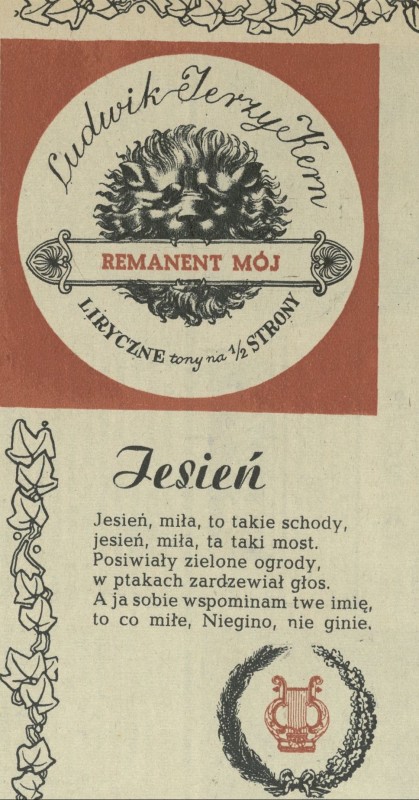 Ludwik Jerzy Kern
REMANENT MÓJ
LIRYCZNE tony na 1/2 STRONY
Jesień
Jesień, miła, to takie schody,
jesień, miła, ta taki most.
Posiwiały zielone ogrody,
w ptakach zardzewiał głos.
A ja sobie wspominam twe imię,
to co miłe, Niegino, nie ginie.